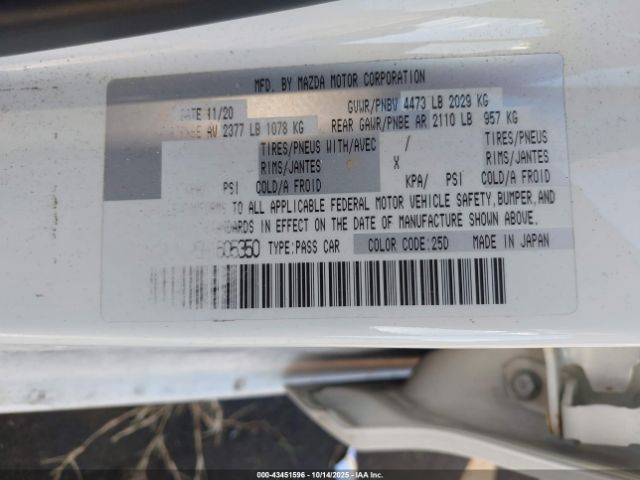 MFD. BY MAZDA MOTOR CORPORATION
DATE 11/20 GVWR/PNBV 4473 LB 2029 KG
AV 2377 LB 1078 KG REAR GAWR/PNBE AR 2110 LB 957 KG
TIRES/PNEUS WITH/AVEC / TIRES/PNEUS
RIMS/JANTES X RIMS/JANTES
PSI COLD/A FROID KPA/ PSI COLD/A FROID
TO ALL APPLICABLE FEDERAL MOTOR VEHICLE SAFETY, BUMPER, AND
STANDARDS IN EFFECT ON THE DATE OF MANUFACTURE SHOWN ABOVE.
TYPE:PASS CAR COLOR CODE:25D MADE IN JAPAN
000-43451596 - 10/14/2025 - IAA Inc.